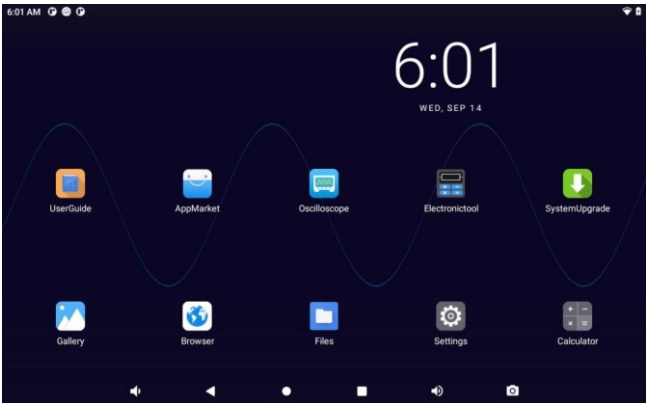 6:01 AM
6:01
WED, SEP 14
UserGuide
AppMarket
Oscilloscope
Electronictool
SystemUpgrade
Gallery
Browser
Files
Settings
Calculator